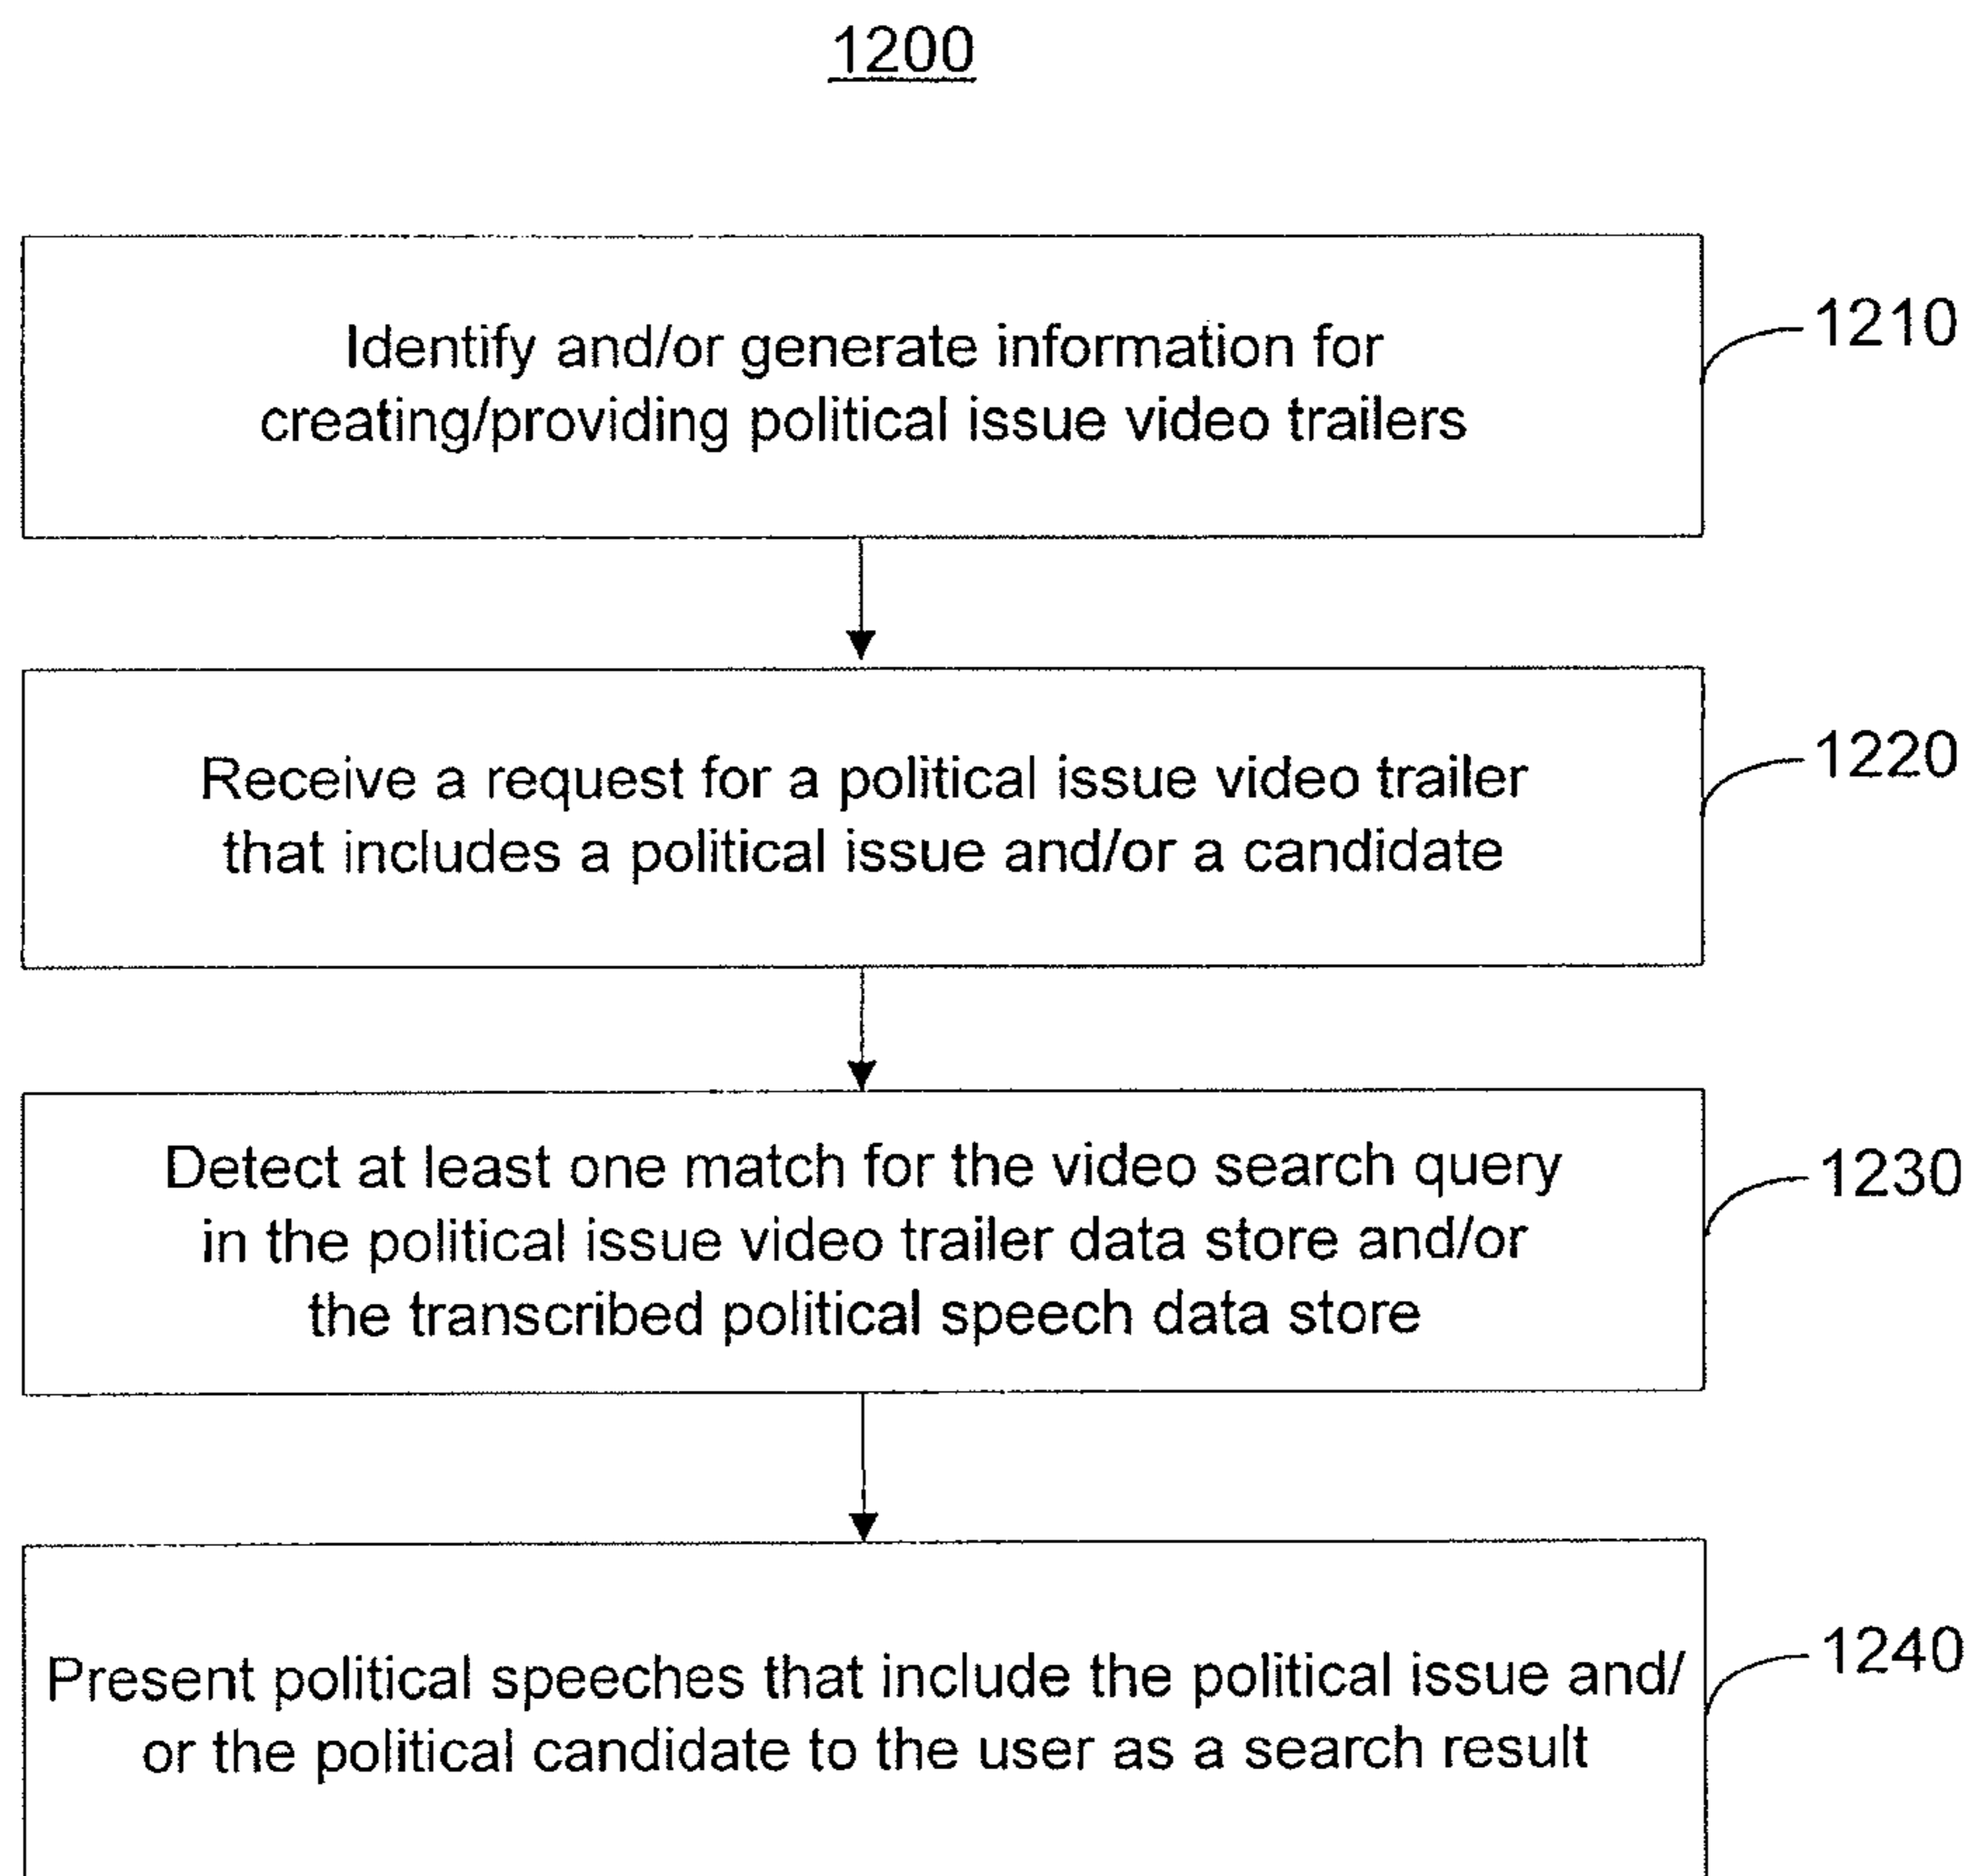 1200
Identify and/or generate information for
creating/providing political issue video trailers
1210
Receive a request for a political issue video trailer
that includes a political issue and/or a candidate
1220
Detect at least one match for the video search query
in the political issue video trailer data store and/or
the transcribed political speech data store
1230
Present political speeches that include the political issue and/
or the political candidate to the user as a search result
1240